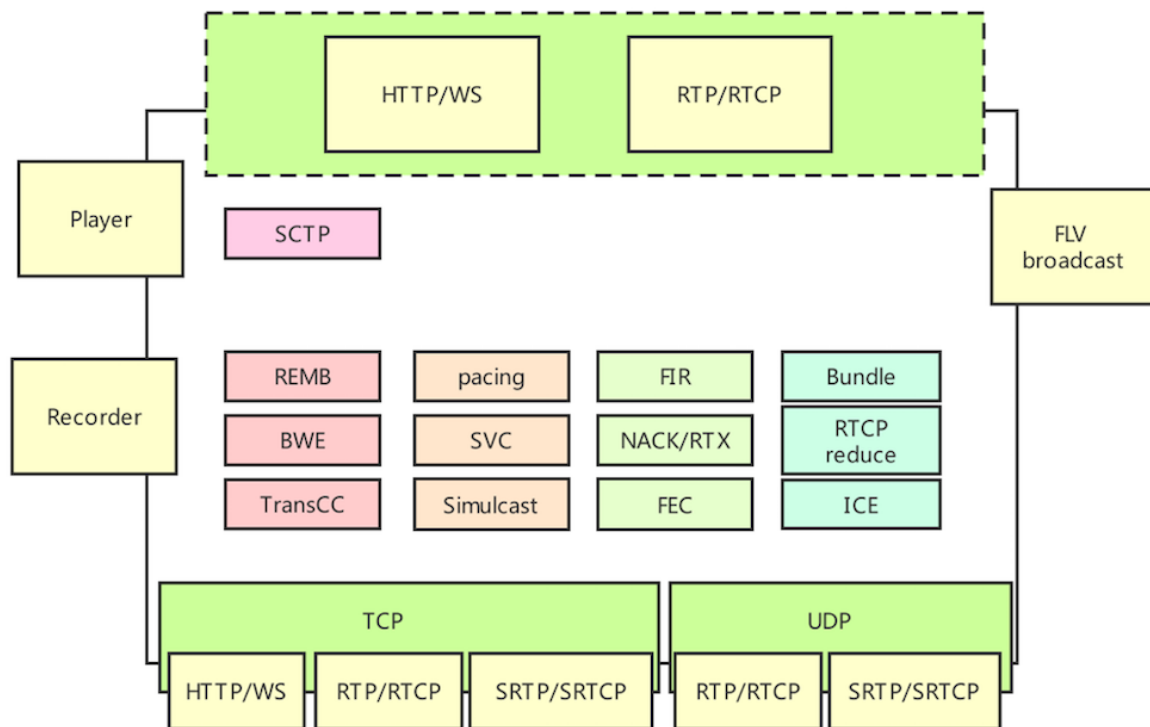 HTTP/WS
RTP/RTCP
Player
SCTP
FLV
broadcast
REMB
pacing
FIR
Bundle
Recorder
BWE
SVC
NACK/RTX
RTCP
reduce
TransCC
Simulcast
FEC
ICE
TCP
UDP
HTTP/WS
RTP/RTCP
SRTP/SRTCP
RTP/RTCP
SRTP/SRTCP